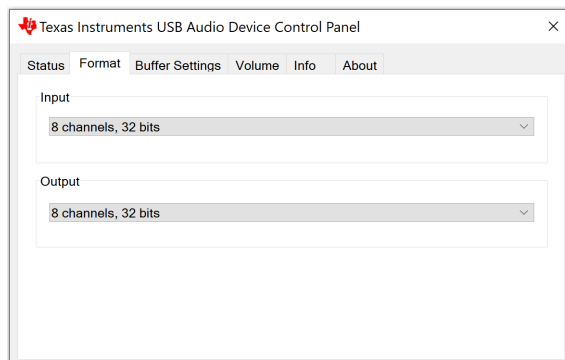 Texas Instruments USB Audio Device Control Panel
Status Format Buffer Settings Volume Info About
Input
8 channels, 32 bits
Output
8 channels, 32 bits